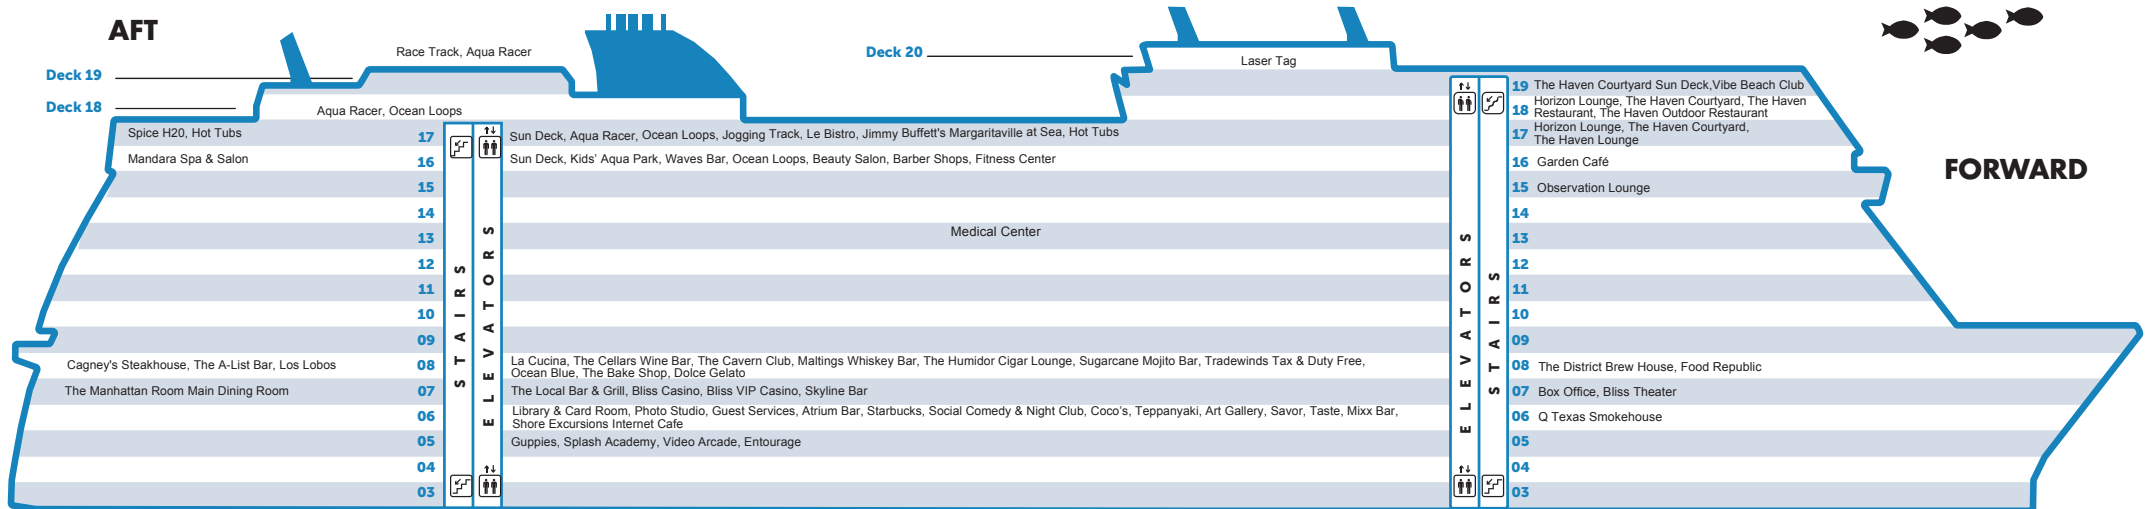 AFT
Race Track, Aqua Racer
Deck 20
Laser Tag
Deck 19
Deck 18
Aqua Racer, Ocean Loops
19 The Haven Courtyard Sun Deck,Vibe Beach Club
18 Horizon Lounge, The Haven Courtyard, The Haven
Restaurant, The Haven Outdoor Restaurant
Spice H20, Hot Tubs
17
Sun Deck, Aqua Racer, Ocean Loops, Jogging Track, Le Bistro, Jimmy Buffett's Margaritaville at Sea, Hot Tubs
17 Horizon Lounge, The Haven Courtyard,
The Haven Lounge
Mandara Spa & Salon
16
Sun Deck, Kids' Aqua Park, Waves Bar, Ocean Loops, Beauty Salon, Barber Shops, Fitness Center
16 Garden Café
FORWARD
15
15 Observation Lounge
14
14
13
Medical Center
13
12
12
11
11
10
10
09
09
STAIRS
ELEVATORS
ELEVATORS
STAIRS
Cagney's Steakhouse, The A-List Bar, Los Lobos
08
La Cucina, The Cellars Wine Bar, The Cavern Club, Maltings Whiskey Bar, The Humidor Cigar Lounge, Sugarcane Mojito Bar, Tradewinds Tax & Duty Free,
Ocean Blue, The Bake Shop, Dolce Gelato
08 The District Brew House, Food Republic
The Manhattan Room Main Dining Room
07
The Local Bar & Grill, Bliss Casino, Bliss VIP Casino, Skyline Bar
07 Box Office, Bliss Theater
06
Library & Card Room, Photo Studio, Guest Services, Atrium Bar, Starbucks, Social Comedy & Night Club, Coco's, Teppanyaki, Art Gallery, Savor, Taste, Mixx Bar,
Shore Excursions Internet Cafe
06 Q Texas Smokehouse
05
Guppies, Splash Academy, Video Arcade, Entourage
05
04
04
03
03